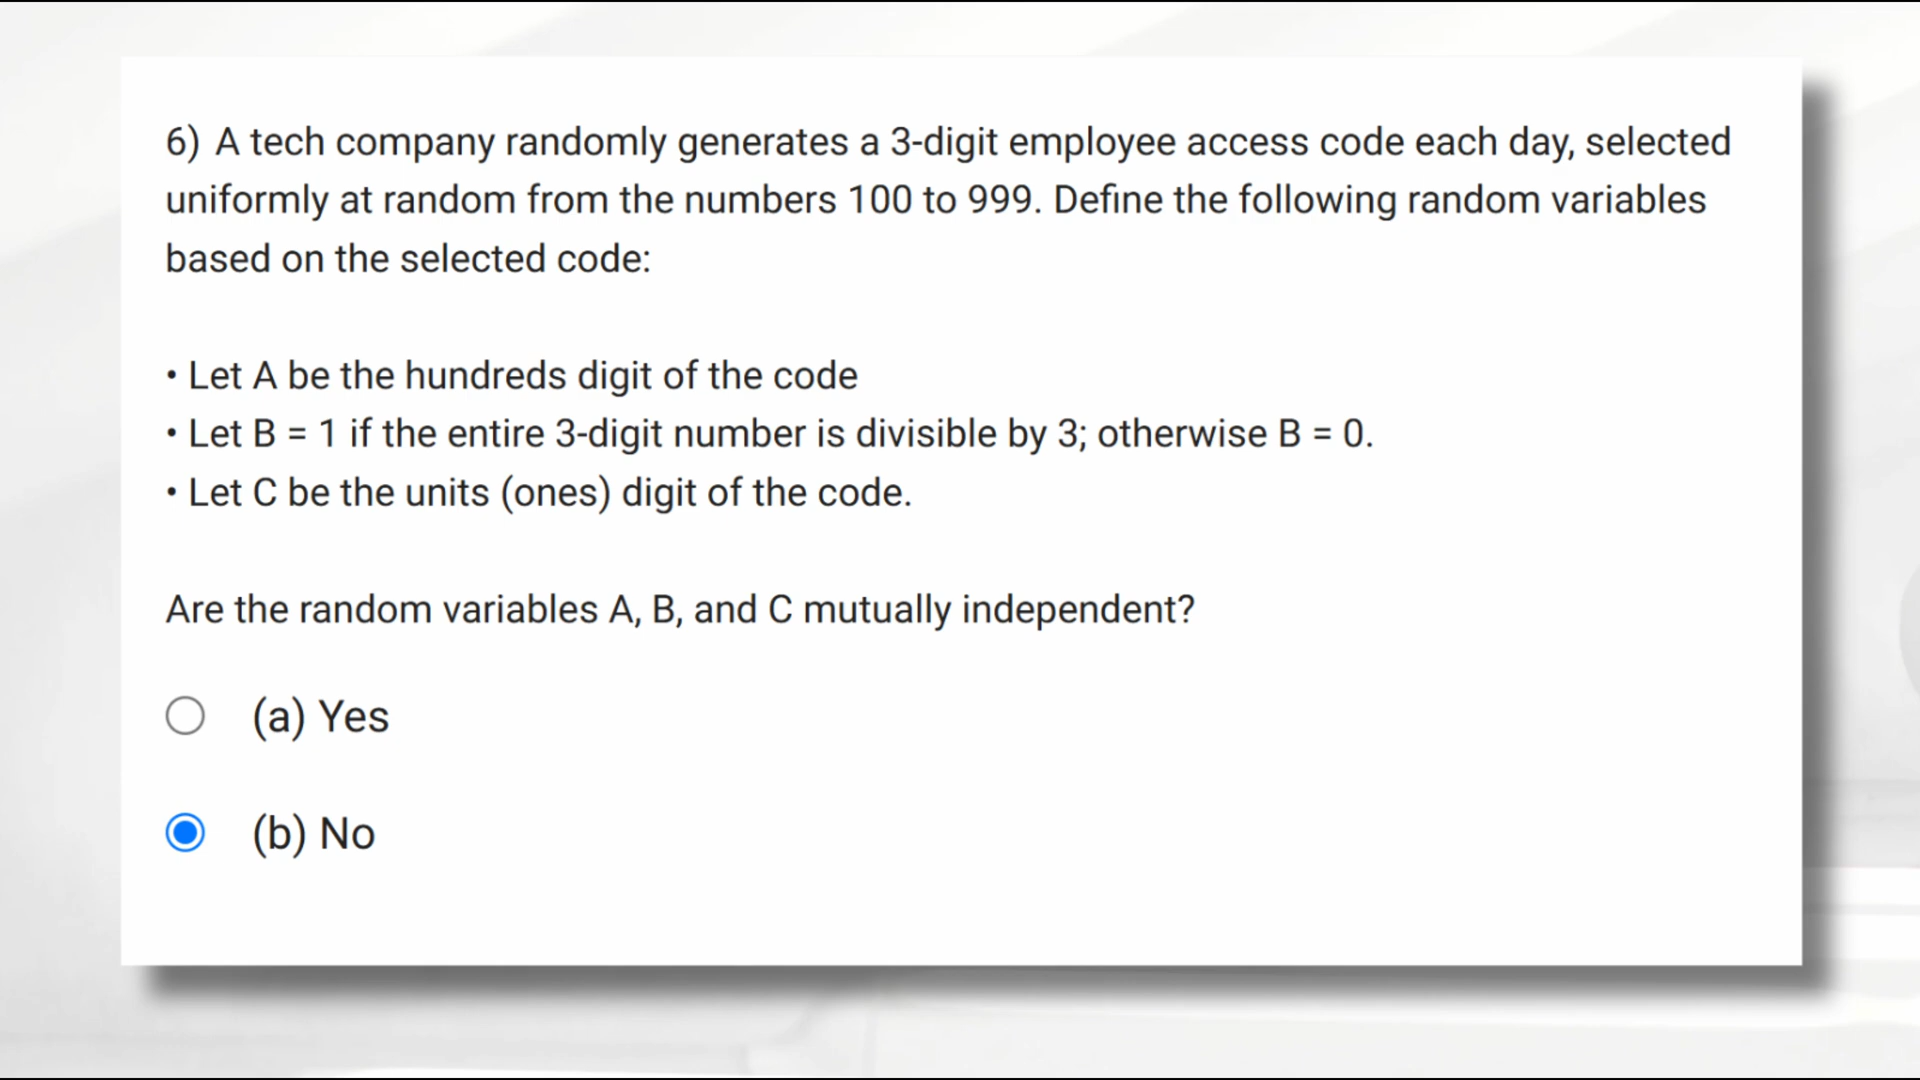 6) A tech company randomly generates a 3-digit employee access code each day, selected
uniformly at random from the numbers 100 to 999. Define the following random variables
based on the selected code:
• Let A be the hundreds digit of the code
• Let B = 1 if the entire 3-digit number is divisible by 3; otherwise B = 0.
• Let C be the units (ones) digit of the code.
Are the random variables A, B, and C mutually independent?
(a) Yes
(b) No